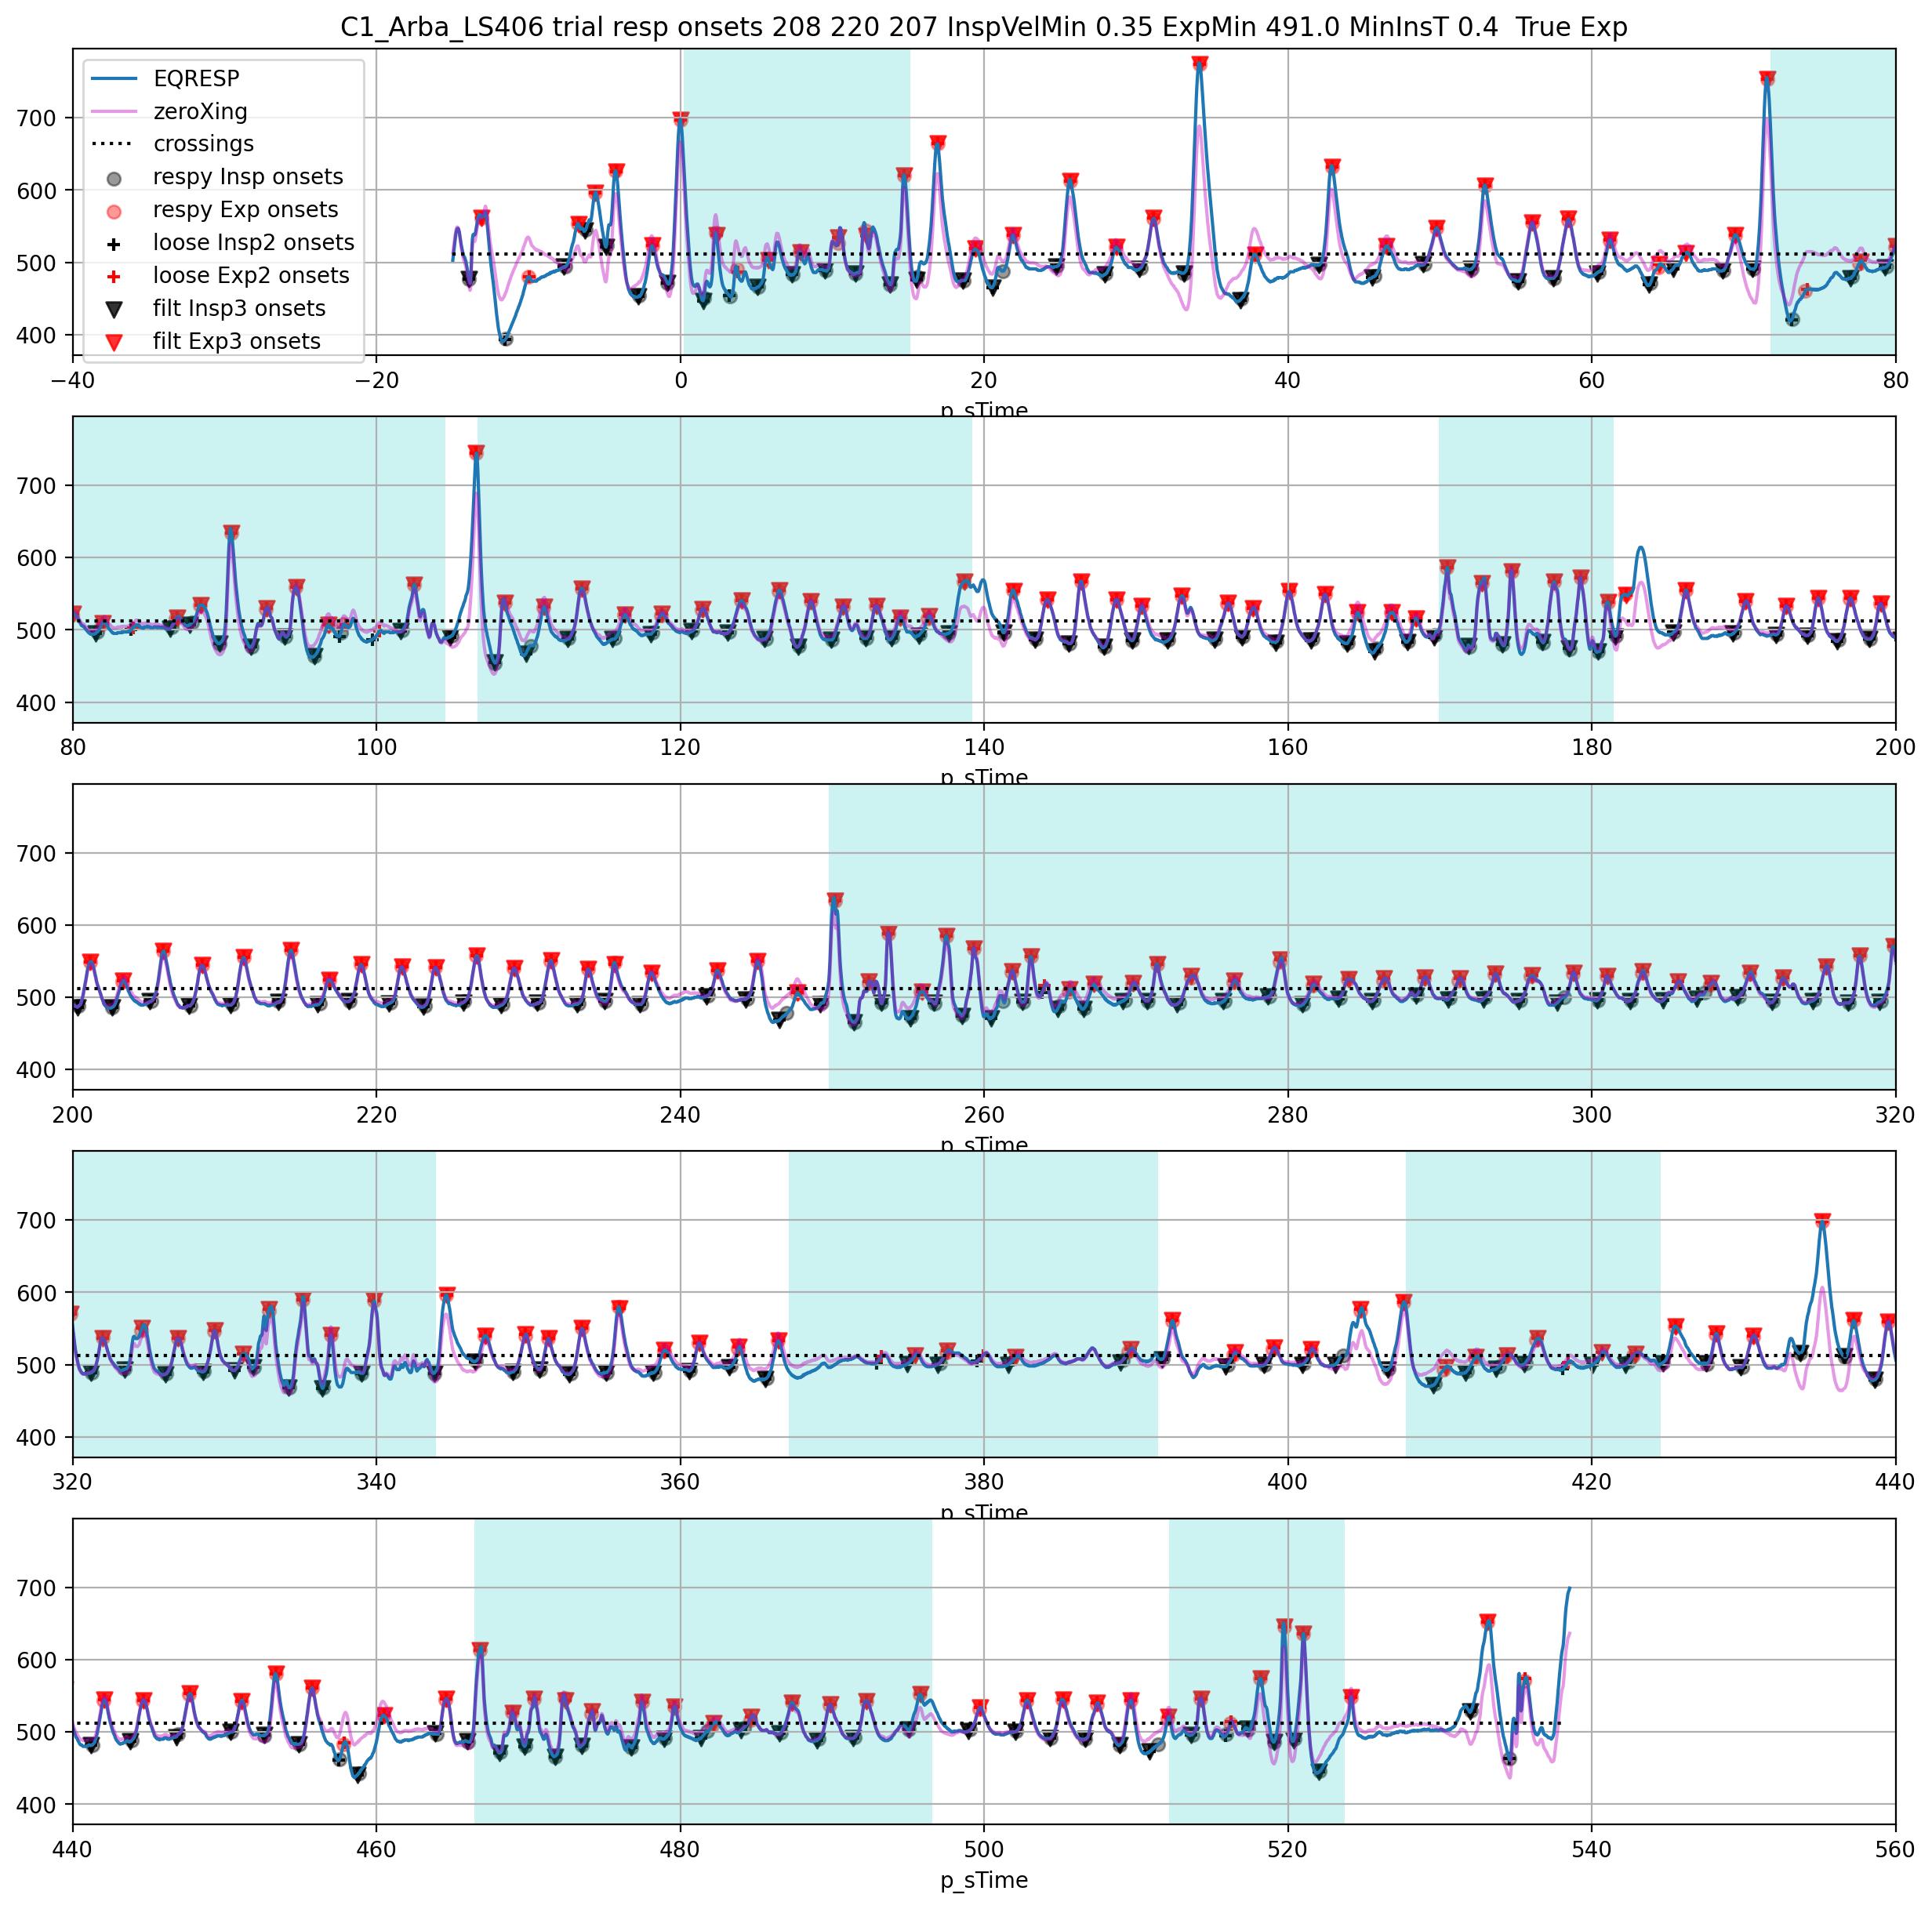 C1_Arba_LS406 trial resp onsets 208 220 207 InspVelMin 0.35 ExpMin 491.0 MinInsT 0.4  True Exp
EQRESP
zeroXing
crossings
respy Insp onsets
respy Exp onsets
loose Insp2 onsets
loose Exp2 onsets
filt Insp3 onsets
filt Exp3 onsets
700
600
500
400
−40 −20 0 20 40 60 80
p_sTime
700
600
500
400
80 100 120 140 160 180 200
p_sTime
700
600
500
400
200 220 240 260 280 300 320
p_sTime
700
600
500
400
320 340 360 380 400 420 440
p_sTime
700
600
500
400
440 460 480 500 520 540 560
p_sTime